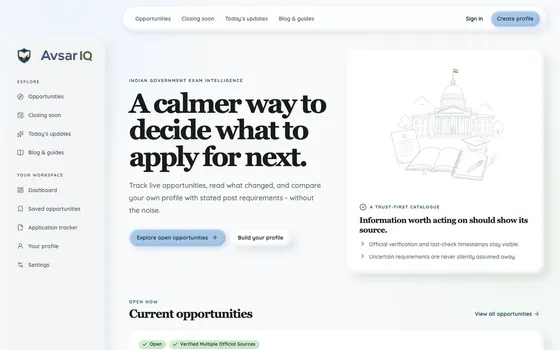 Opportunities Closing soon Today's updates Blog & guides Sign in Create profile
Avsar IQ
EXPLORE
Opportunities
Closing soon
Today's updates
Blog & guides
YOUR WORKSPACE
Dashboard
Saved opportunities
Application tracker
Your profile
Settings
INDIAN GOVERNMENT EXAM INTELLIGENCE
A calmer way to
decide what to
apply for next.
Track live opportunities, read what changed, and compare
your own profile with stated post requirements - without
the noise.
Explore open opportunities →
Build your profile
A TRUST-FIRST CATALOGUE
Information worth acting on should show its
source.
Official verification and last-check timestamps stay visible.
Uncertain requirements are never silently assumed away.
OPEN NOW
Current opportunities
View all opportunities →
Open
Verified Multiple Official Sources